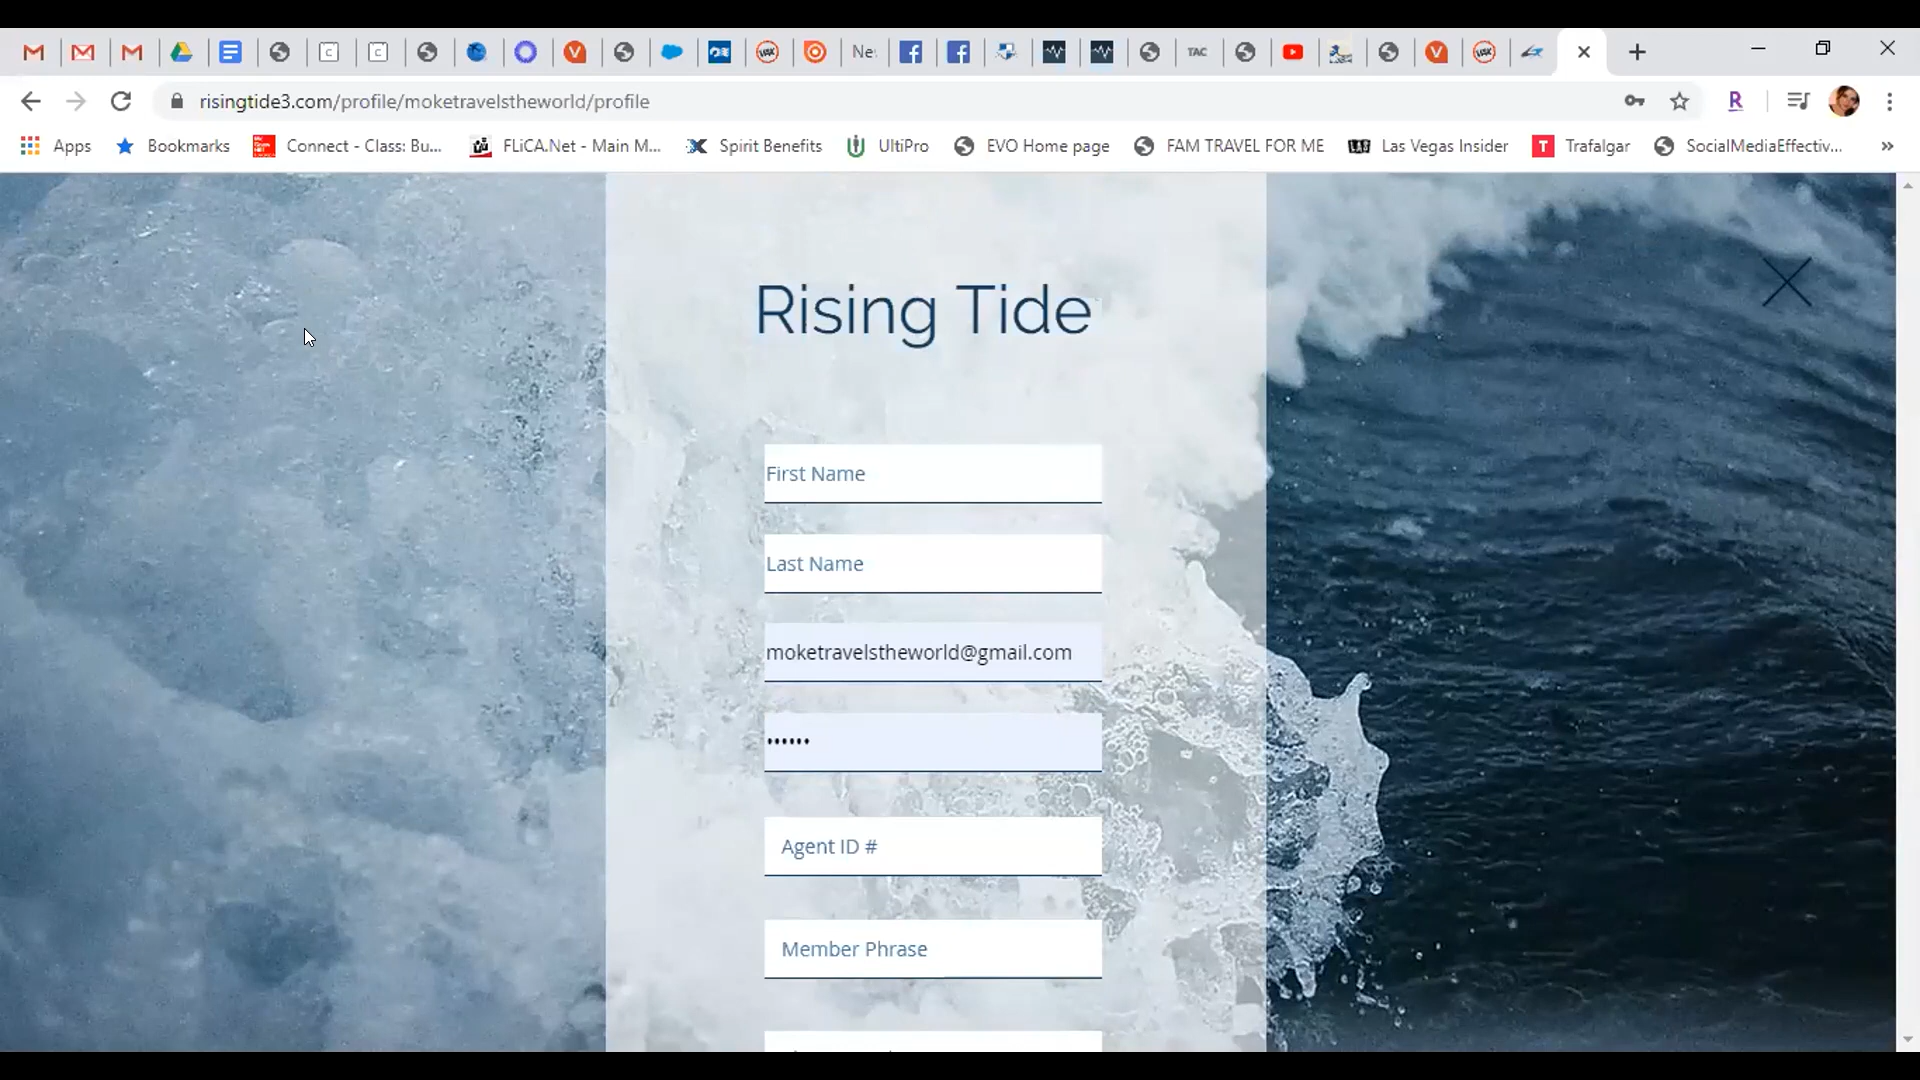 Ne
TAC
risingtide3.com/profile/moketravelstheworld/profile
Apps
Bookmarks
Connect - Class: Bu...
FLiCA.Net - Main M...
Spirit Benefits
UltiPro
EVO Home page
FAM TRAVEL FOR ME
Las Vegas Insider
Trafalgar
SocialMediaEffectiv...
»
Rising Tide
First Name
Last Name
moketravelstheworld@gmail.com
••••••
Agent ID #
Member Phrase